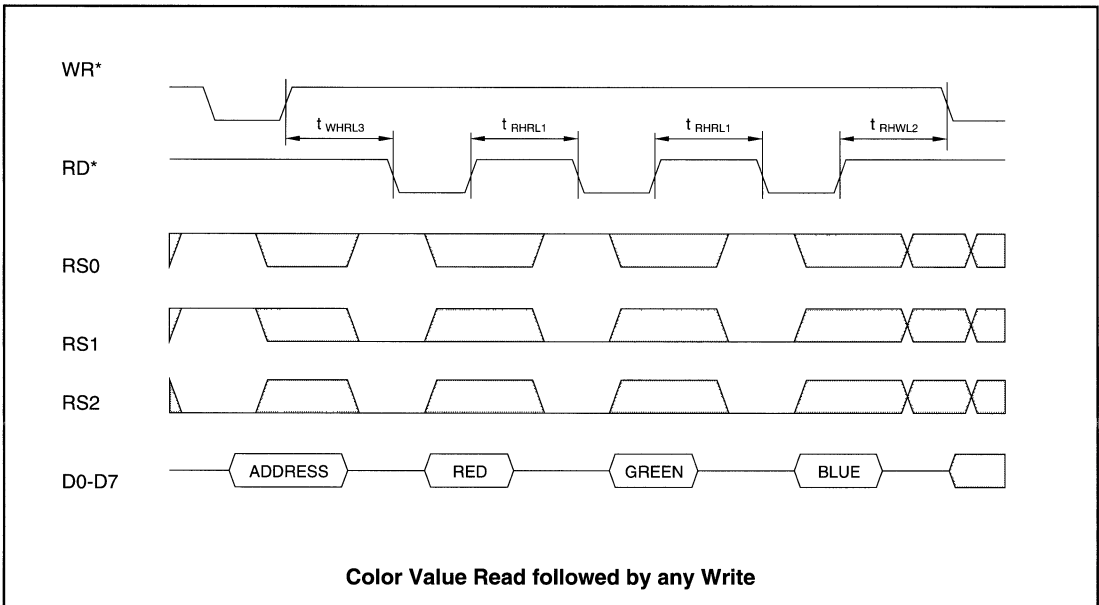 WR*
t WHRL3 t RHRL1 t RHRL1 t RHWL2
RD*
RS0
RS1
RS2
D0-D7 ADDRESS RED GREEN BLUE
Color Value Read followed by any Write